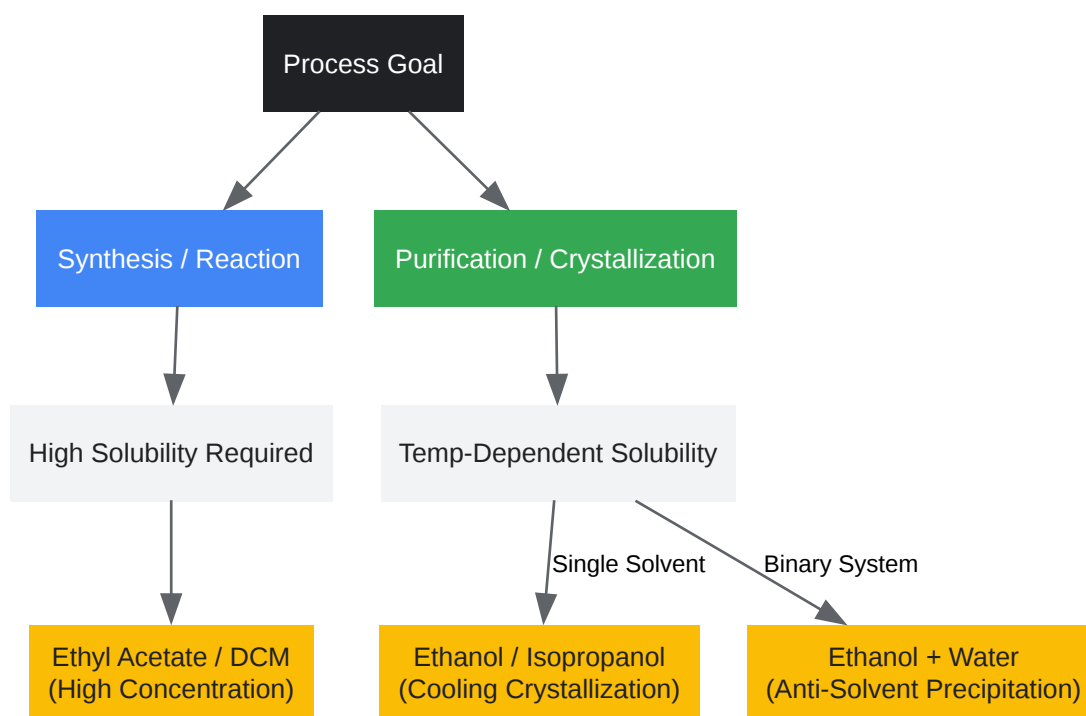 Process Goal
Synthesis / Reaction
Purification / Crystallization
High Solubility Required
Temp-Dependent Solubility
Single Solvent
Binary System
Ethyl Acetate / DCM
(High Concentration)
Ethanol / Isopropanol
(Cooling Crystallization)
Ethanol + Water
(Anti-Solvent Precipitation)